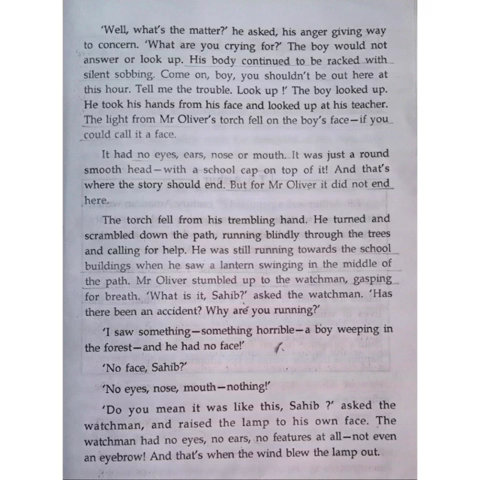 'Well, what's the matter?' he asked, his anger giving way
to concern. 'What are you crying for?' The boy would not
answer or look up. His body continued to be racked with
silent sobbing. Come on, boy, you shouldn't be out here at
this hour. Tell me the trouble. Look up !' The boy looked up.
He took his hands from his face and looked up at his teacher.
The light from Mr Oliver's torch fell on the boy's face—if you
could call it a face.
It had no eyes, ears, nose or mouth. It was just a round
smooth head—with a school cap on top of it! And that's
where the story should end. But for Mr Oliver it did not end
here.
The torch fell from his trembling hand. He turned and
scrambled down the path, running blindly through the trees
and calling for help. He was still running towards the school
buildings when he saw a lantern swinging in the middle of
the path. Mr Oliver stumbled up to the watchman, gasping
for breath. 'What is it, Sahib?' asked the watchman. 'Has
there been an accident? Why are you running?'
'I saw something—something horrible—a boy weeping in
the forest—and he had no face!'
'No face, Sahib?'
'No eyes, nose, mouth—nothing!'
'Do you mean it was like this, Sahib ?' asked the
watchman, and raised the lamp to his own face. The
watchman had no eyes, no ears, no features at all—not even
an eyebrow! And that's when the wind blew the lamp out.